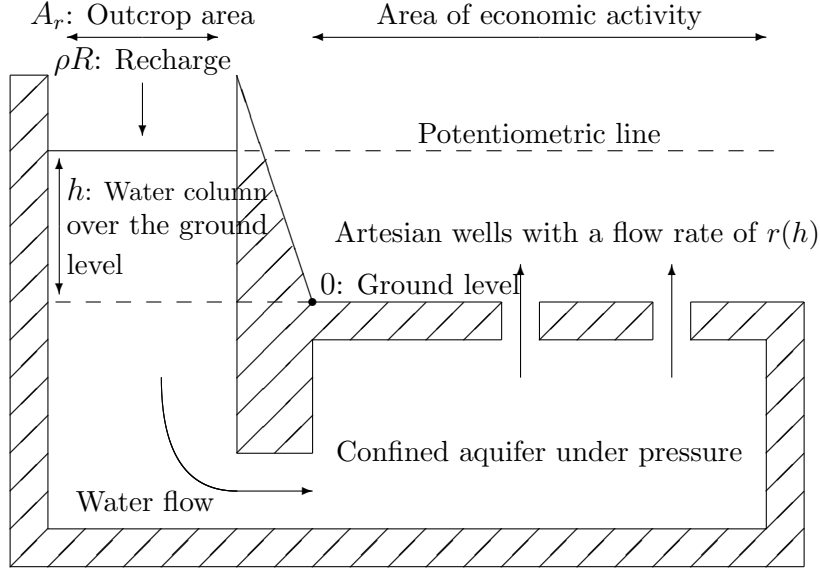 A_r: Outcrop area
Area of economic activity
ρR: Recharge
Potentiometric line
h: Water column
over the ground
level
Artesian wells with a flow rate of r(h)
0: Ground level
Confined aquifer under pressure
Water flow